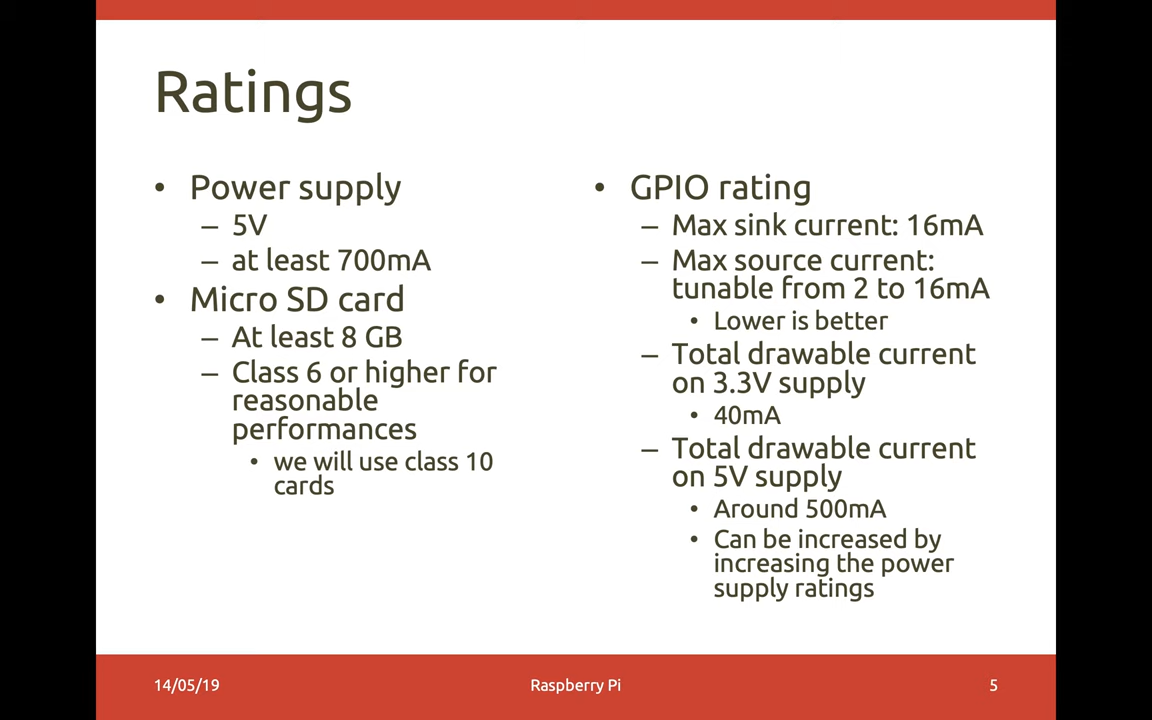 Ratings
• Power supply
– 5V
– at least 700mA
• Micro SD card
– At least 8 GB
– Class 6 or higher for
reasonable
performances
• we will use class 10
cards
• GPIO rating
– Max sink current: 16mA
– Max source current:
tunable from 2 to 16mA
• Lower is better
– Total drawable current
on 3.3V supply
• 40mA
– Total drawable current
on 5V supply
• Around 500mA
• Can be increased by
increasing the power
supply ratings
14/05/19
Raspberry Pi
5